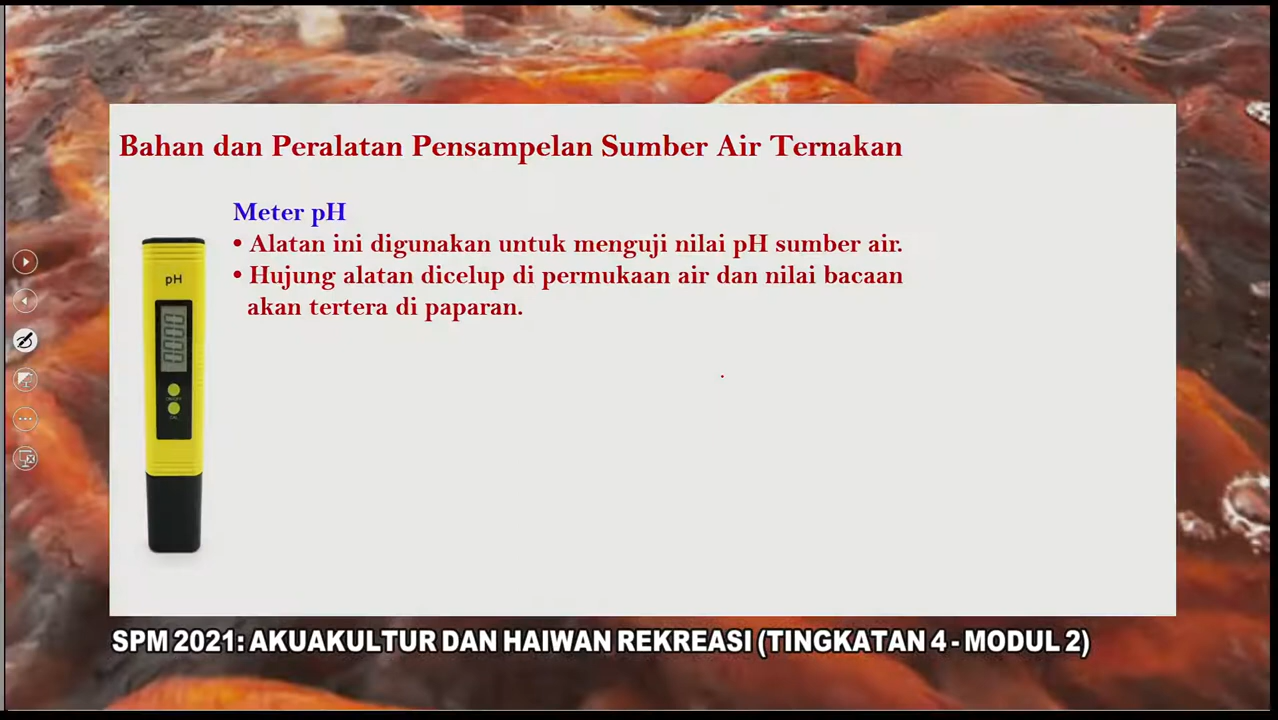 Bahan dan Peralatan Pensampelan Sumber Air Ternakan
Meter pH
• Alatan ini digunakan untuk menguji nilai pH sumber air.
• Hujung alatan dicelup di permukaan air dan nilai bacaan
akan tertera di paparan.
pH
0000
SPM 2021: AKUAKULTUR DAN HAIWAN REKREASI (TINGKATAN 4 - MODUL 2)